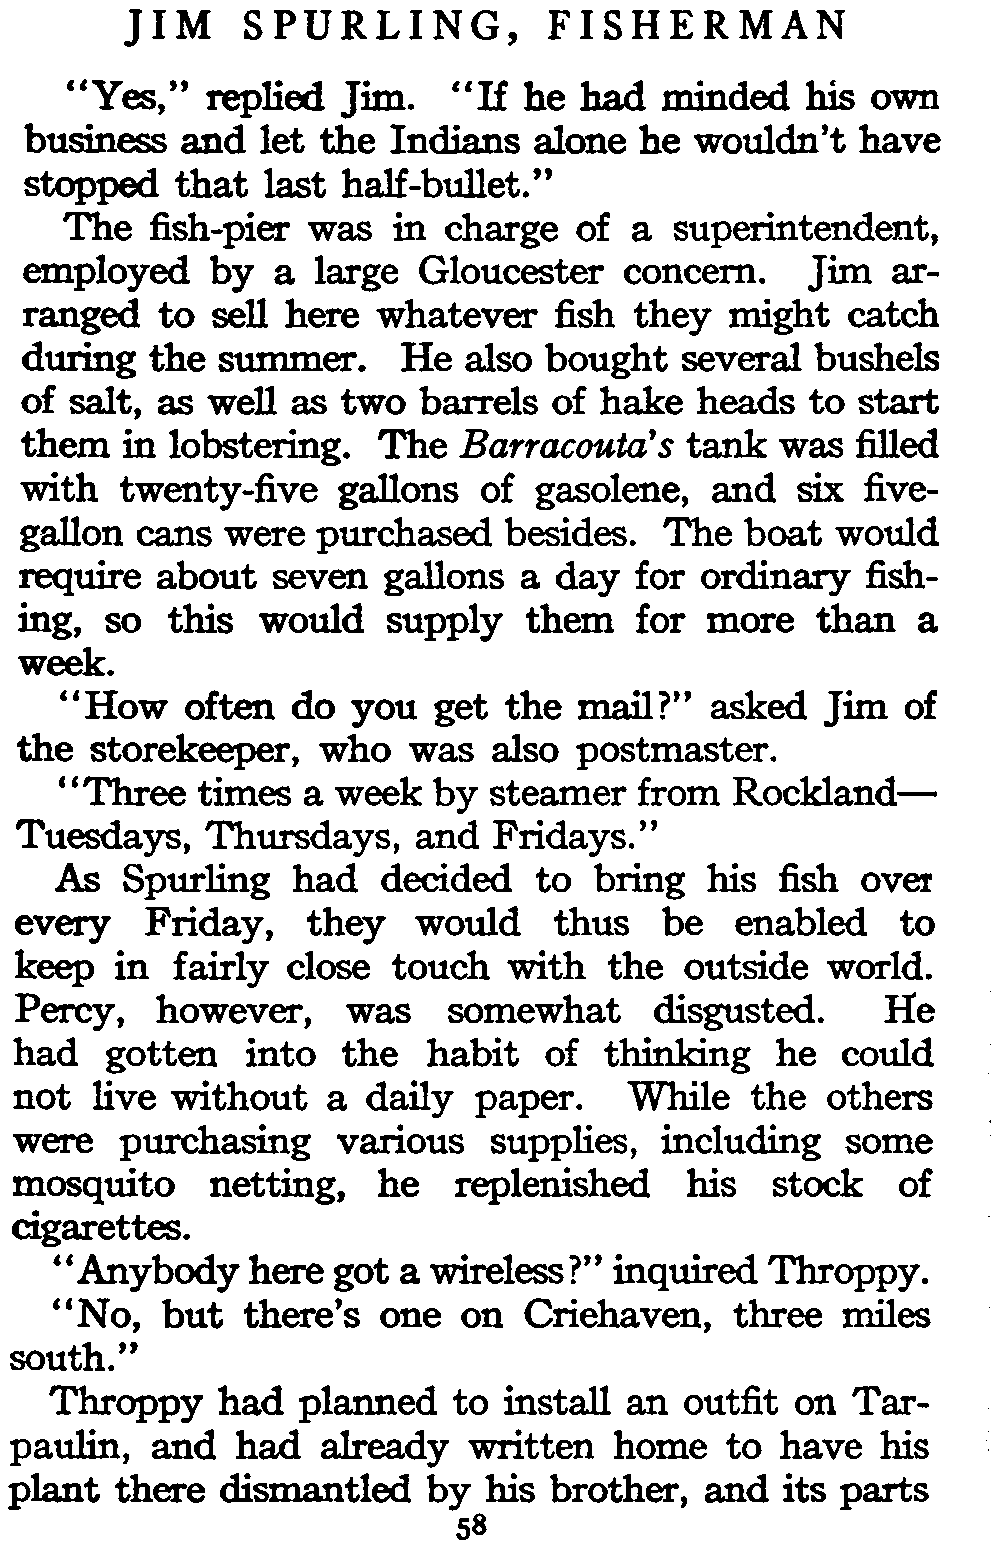 JIM SPURLING, FISHERMAN
"Yes," replied Jim. "If he had minded his own
business and let the Indians alone he wouldn't have
stopped that last half-bullet."
The fish-pier was in charge of a superintendent,
employed by a large Gloucester concern. Jim ar-
ranged to sell here whatever fish they might catch
during the summer. He also bought several bushels
of salt, as well as two barrels of hake heads to start
them in lobstering. The Barracouta's tank was filled
with twenty-five gallons of gasolene, and six five-
gallon cans were purchased besides. The boat would
require about seven gallons a day for ordinary fish-
ing, so this would supply them for more than a
week.
"How often do you get the mail?" asked Jim of
the storekeeper, who was also postmaster.
"Three times a week by steamer from Rockland—
Tuesdays, Thursdays, and Fridays."
As Spurling had decided to bring his fish over
every Friday, they would thus be enabled to
keep in fairly close touch with the outside world.
Percy, however, was somewhat disgusted. He
had gotten into the habit of thinking he could
not live without a daily paper. While the others
were purchasing various supplies, including some
mosquito netting, he replenished his stock of
cigarettes.
"Anybody here got a wireless?" inquired Throppy.
"No, but there's one on Criehaven, three miles
south."
Throppy had planned to install an outfit on Tar-
paulin, and had already written home to have his
plant there dismantled by his brother, and its parts
58